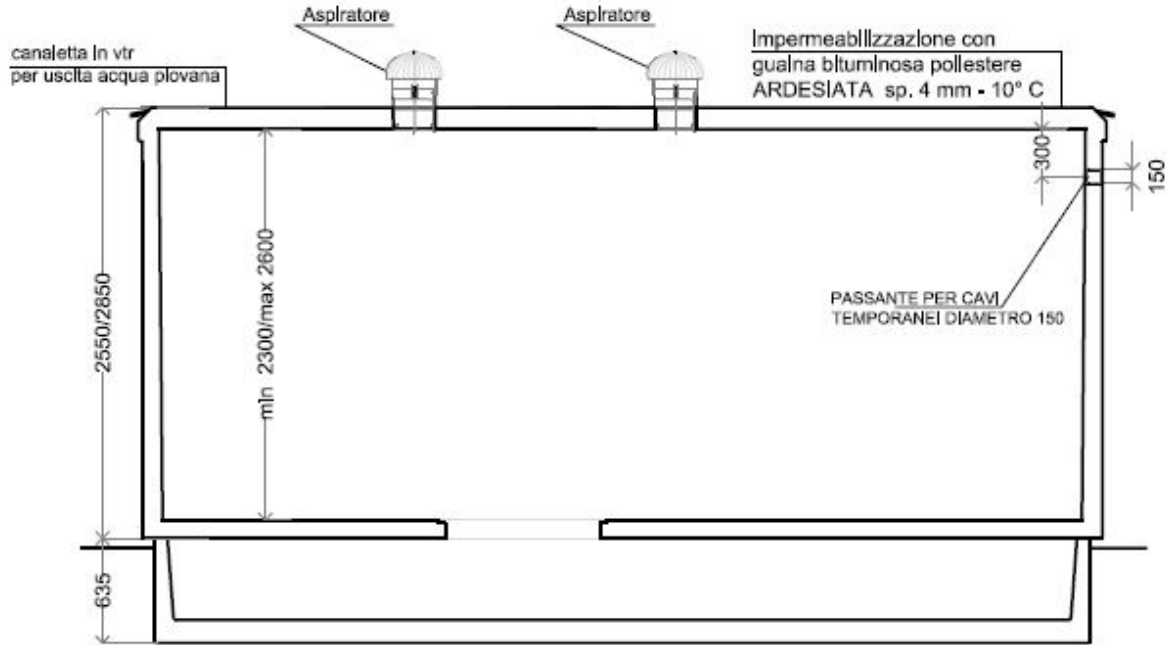 Aspiratore
Aspiratore
canaletta in vtr
per uscita acqua piovana
Impermeabilizzazione con
guaina bituminosa poliestere
ARDESIATA sp. 4 mm - 10° C
300
150
2550/2850
min 2300/max 2600
PASSANTE PER CAVI
TEMPORANEI DIAMETRO 150
635